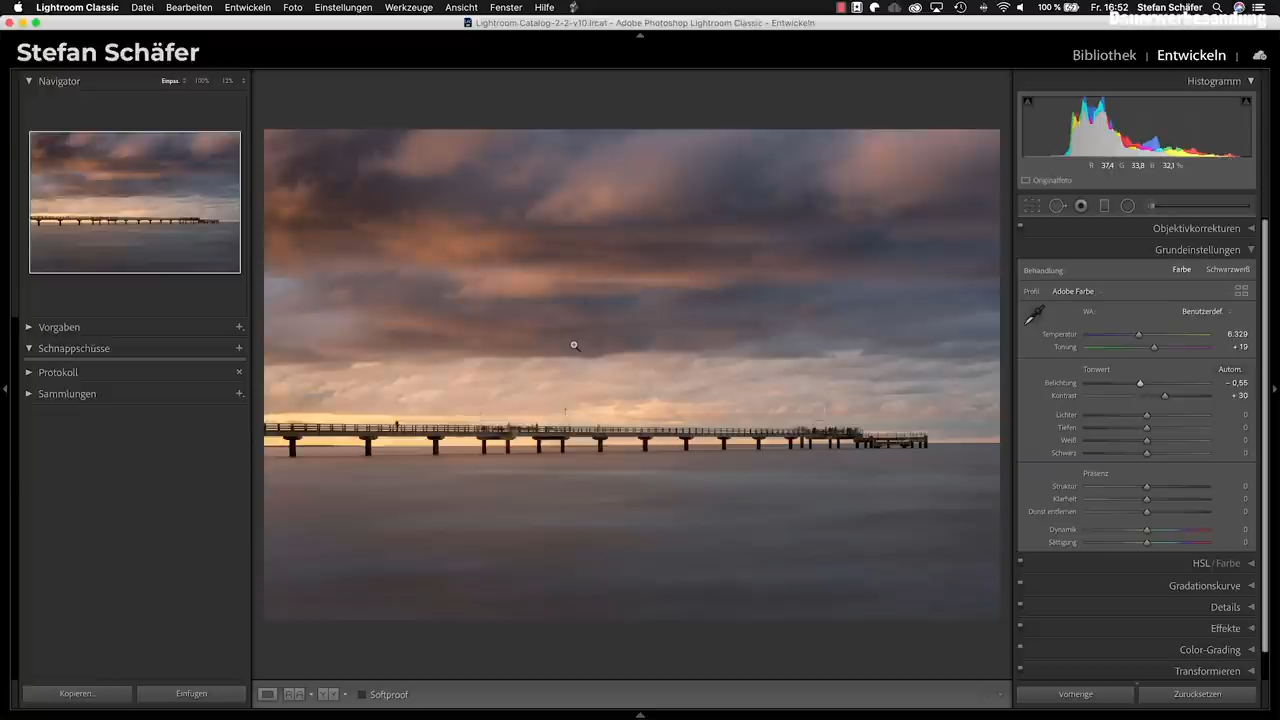 Lightroom Classic Datei Bearbeiten Entwickeln Foto Einstellungen Werkzeuge Ansicht Fenster Hilfe 100 % Fr. 16:52 Stefan Schäfer
Dauerwerbesendung
Lightroom-Catalog-2-2-v10.lrcat - Adobe Photoshop Lightroom Classic - Entwickeln
Stefan Schäfer
Bibliothek | Entwickeln |
Navigator Einpas. 100% 12%
Histogramm
R 37,4 G 33,8 B 32,1 %
Originalfoto
Objektivkorrekturen
Grundeinstellungen
Behandlung Farbe Schwarzweiß
Profil Adobe Farbe
WA: Benutzerdef.
Temperatur 6.329
Tonung + 19
Tonwert Autom.
Belichtung – 0,55
Kontrast + 30
Lichter 0
Tiefen 0
Weiß 0
Schwarz 0
Präsenz
Struktur 0
Klarheit 0
Dunst entfernen 0
Dynamik 0
Sättigung 0
HSL / Farbe
Gradationskurve
Details
Effekte
Color-Grading
Transformieren
Vorherige Zurücksetzen
Vorgaben
Schnappschüsse
Protokoll
Sammlungen
Kopieren... Einfügen
Softproof